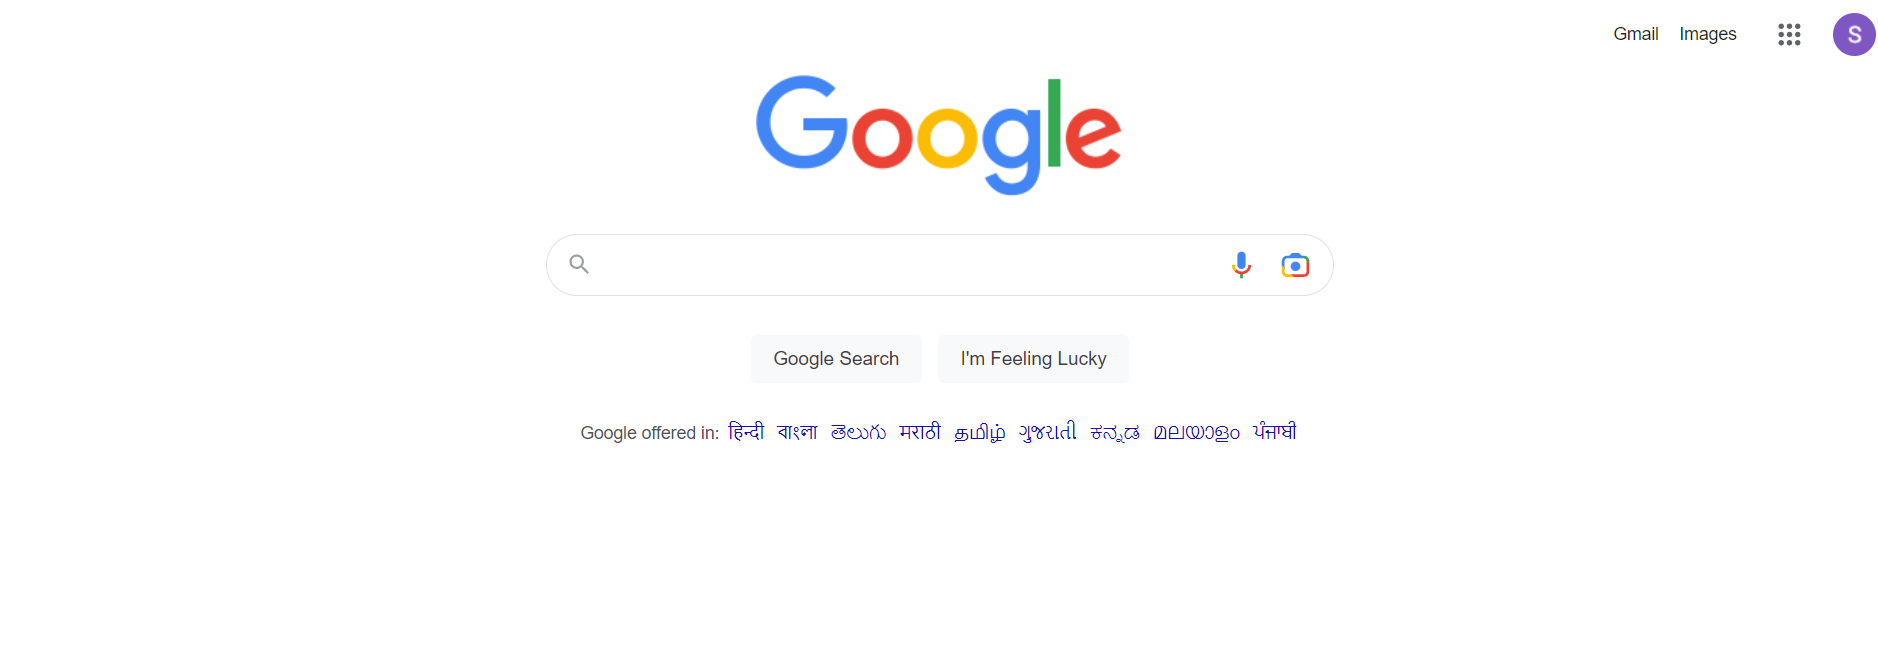 Gmail Images S
Google
Google Search I'm Feeling Lucky
Google offered in: हिन्दी বাংলা తెలుగు मराठी தமிழ் ગુજરાતી ಕನ್ನಡ മലയാളം ਪੰਜਾਬੀ